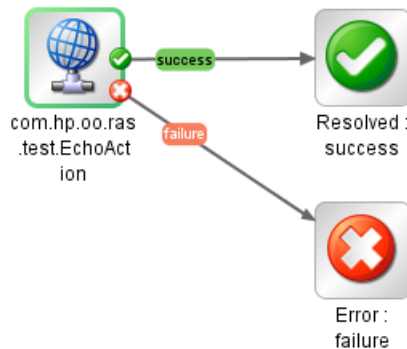 success
com.hp.oo.ras
.test.EchoAct
ion
Resolved :
success
failure
Error :
failure